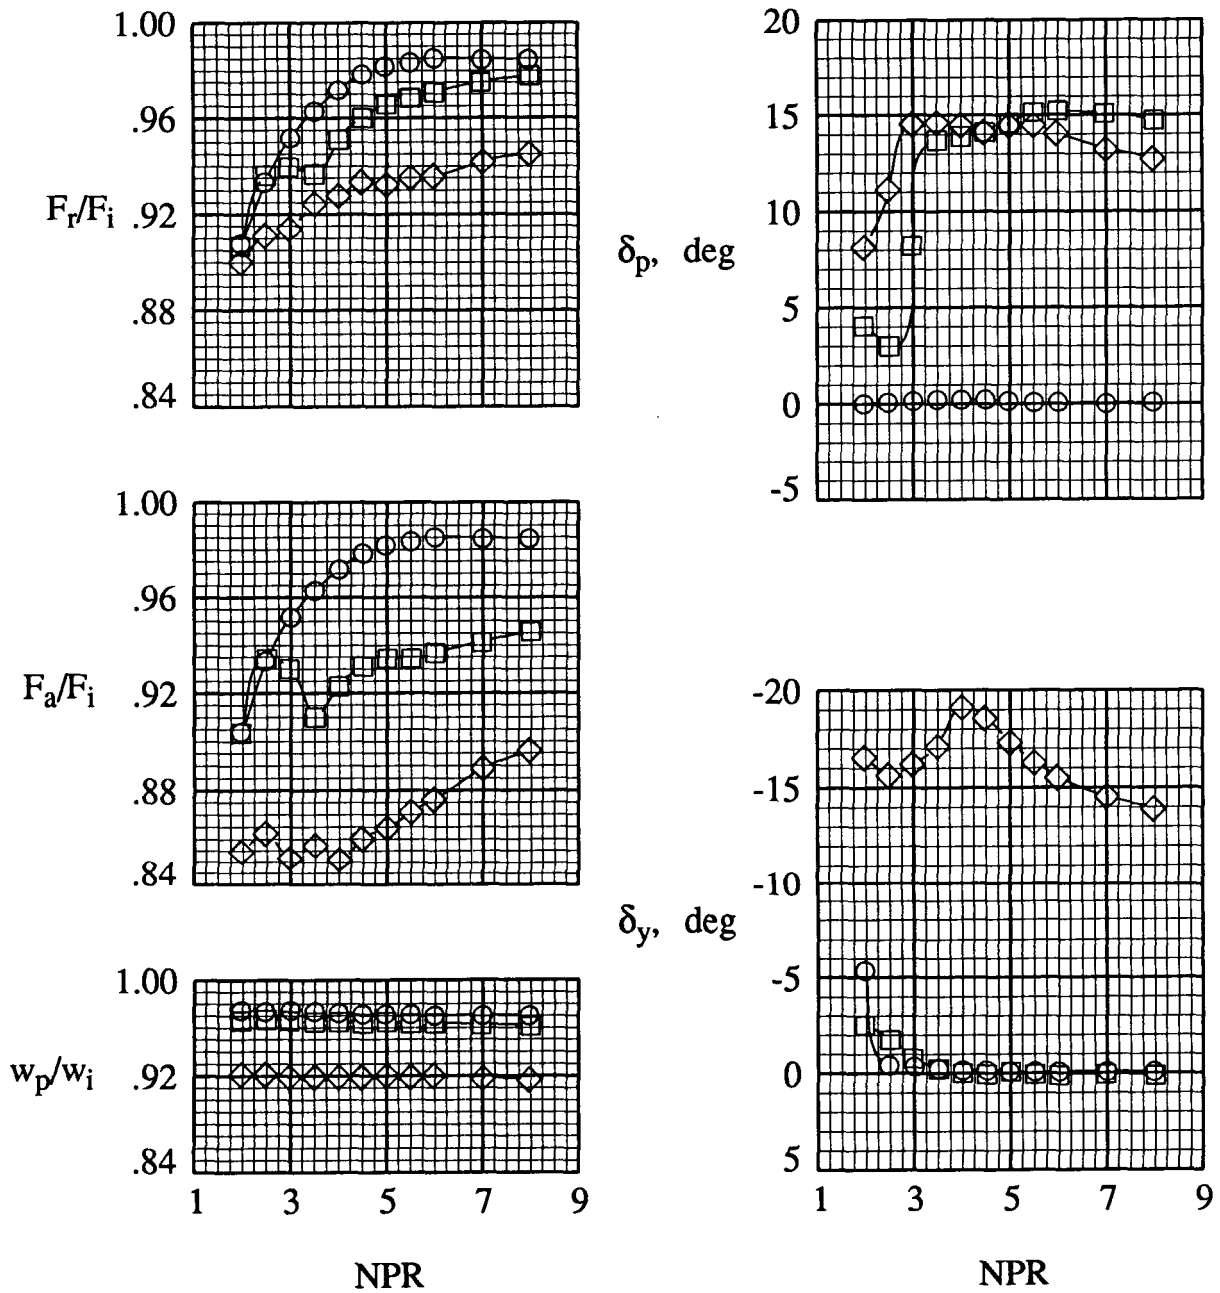 1.00
.96
F_r/F_i
.92
.88
.84
20
15
10
δ_p, deg
5
0
-5
1.00
.96
F_a/F_i
.92
.88
.84
-20
-15
-10
δ_y, deg
-5
0
5
1.00
w_p/w_i
.92
.84
1 3 5 7 9
NPR
1 3 5 7 9
NPR